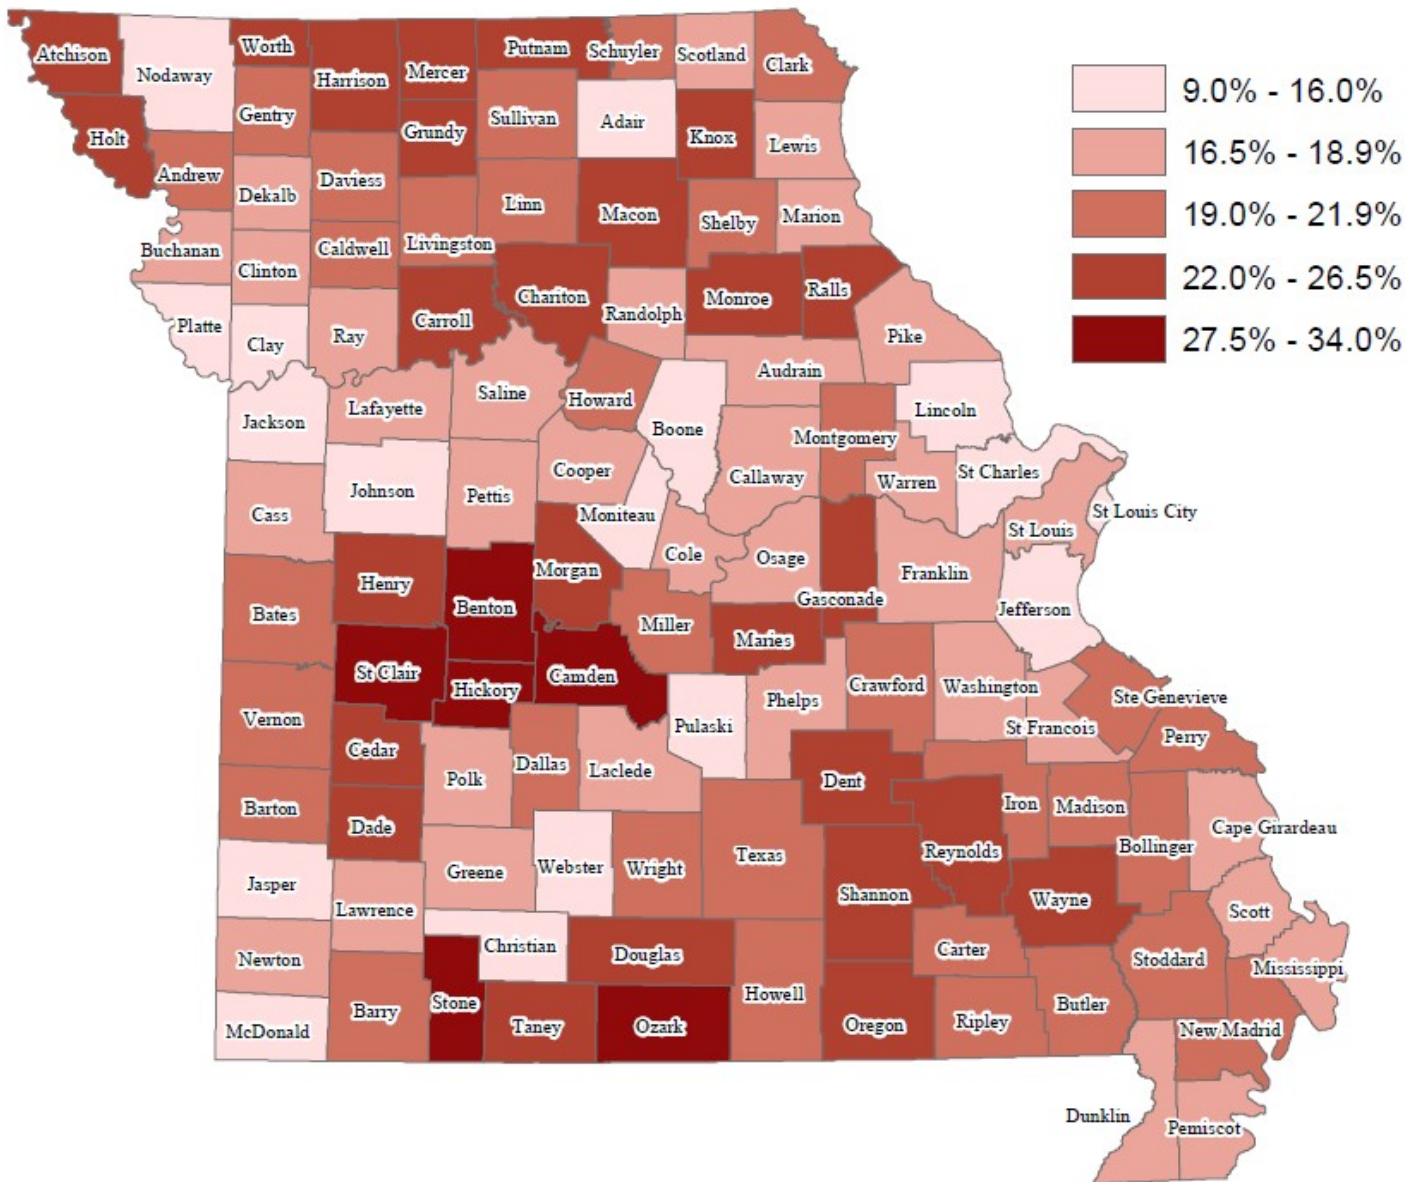 Atchison
Nodaway
Worth
Harrison
Mercer
Putnam
Schuyler
Scotland
Clark
9.0% - 16.0%
Holt
Gentry
Grundy
Sullivan
Adair
Knox
Lewis
16.5% - 18.9%
Andrew
Dekalb
Daviess
Linn
Macon
Shelby
Marion
19.0% - 21.9%
Buchanan
Clinton
Caldwell
Livingston
Chariton
Randolph
Monroe
Ralls
22.0% - 26.5%
Platte
Clay
Ray
Carroll
Pike
27.5% - 34.0%
Jackson
Lafayette
Saline
Howard
Boone
Audrain
Montgomery
Lincoln
Cass
Johnson
Pettis
Cooper
Moniteau
Callaway
Warren
St Charles
St Louis City
St Louis
Cole
Osage
Franklin
Henry
Benton
Morgan
Gasconade
Jefferson
Bates
Miller
Maries
St Clair
Hickory
Camden
Phelps
Crawford
Washington
Ste Genevieve
Vernon
Pulaski
St Francois
Perry
Cedar
Polk
Dallas
Laclede
Dent
Barton
Dade
Iron
Madison
Cape Girardeau
Jasper
Greene
Webster
Wright
Texas
Reynolds
Bollinger
Lawrence
Shannon
Wayne
Scott
Newton
Christian
Douglas
Carter
Stoddard
Mississippi
McDonald
Barry
Stone
Taney
Ozark
Howell
Oregon
Ripley
Butler
New Madrid
Dunklin
Pemiscot